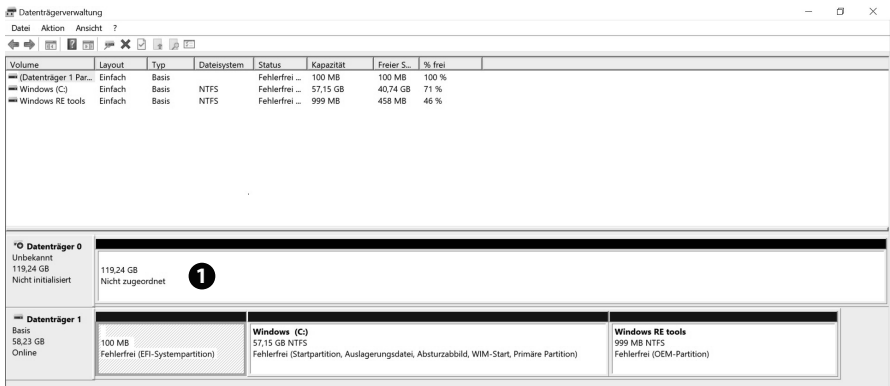 Datenträgerverwaltung
Datei Aktion Ansicht ?
Volume Layout Typ Dateisystem Status Kapazität Freier S... % frei
(Datenträger 1 Par... Einfach Basis Fehlerfrei ... 100 MB 100 MB 100 %
Windows (C:) Einfach Basis NTFS Fehlerfrei ... 57,15 GB 40,74 GB 71 %
Windows RE tools Einfach Basis NTFS Fehlerfrei ... 999 MB 458 MB 46 %
Datenträger 0
Unbekannt
119,24 GB
Nicht initialisiert
119,24 GB
Nicht zugeordnet
1
Datenträger 1
Basis
58,23 GB
Online
100 MB
Fehlerfrei (EFI-Systempartition)
Windows (C:)
57,15 GB NTFS
Fehlerfrei (Startpartition, Auslagerungsdatei, Absturzabbild, WIM-Start, Primäre Partition)
Windows RE tools
999 MB NTFS
Fehlerfrei (OEM-Partition)